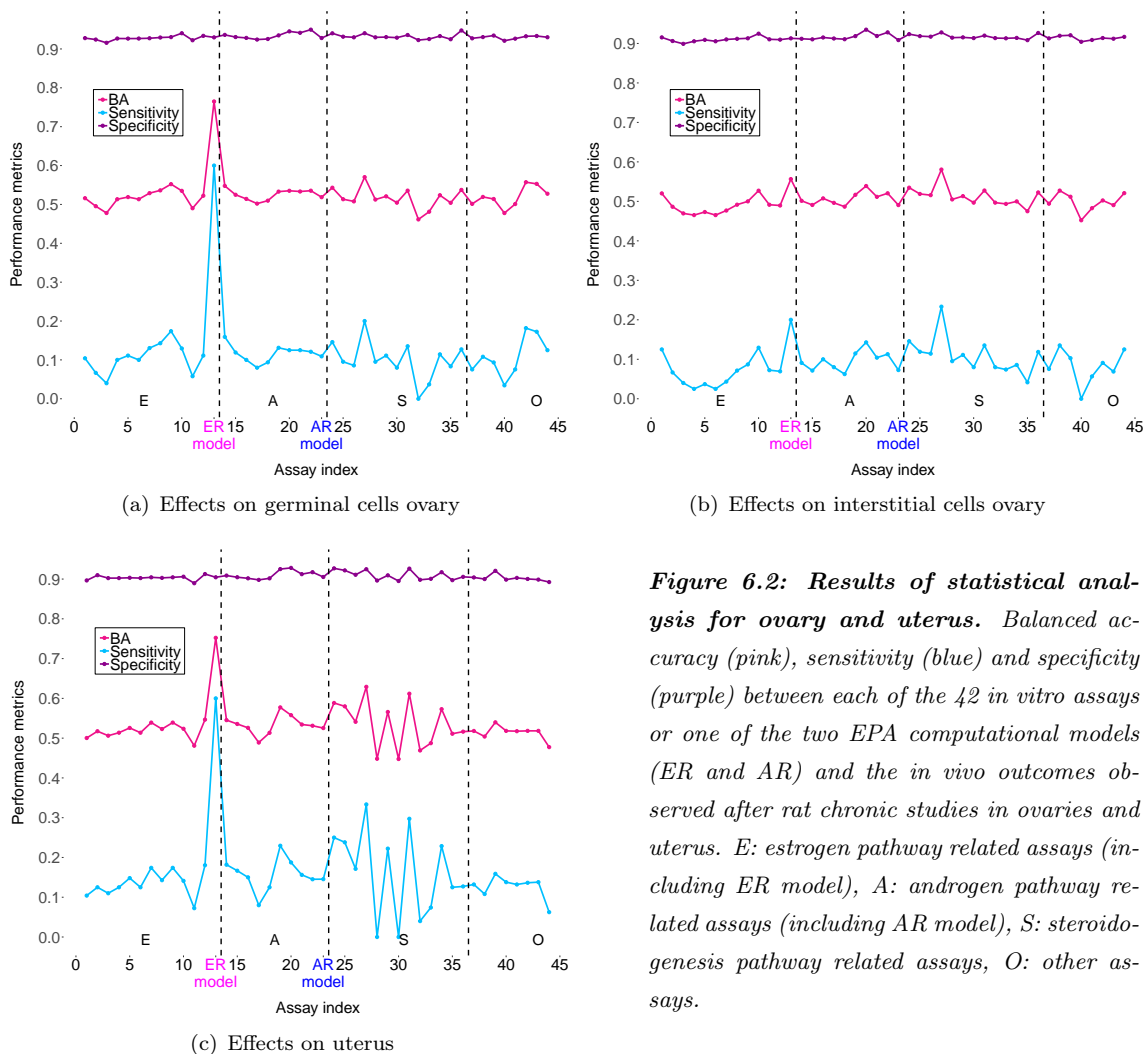 0.9
0.8
0.7
0.6
0.5
0.4
0.3
0.2
0.1
0.0
Performance metrics
BA
Sensitivity
Specificity
E A S O
0 5 10 ER 15 20 AR 25 30 35 40 45
model model
Assay index
(a) Effects on germinal cells ovary
0.9
0.8
0.7
0.6
0.5
0.4
0.3
0.2
0.1
0.0
Performance metrics
BA
Sensitivity
Specificity
E A S O
0 5 10 ER 15 20 AR 25 30 35 40 45
model model
Assay index
(b) Effects on interstitial cells ovary
0.9
0.8
0.7
0.6
0.5
0.4
0.3
0.2
0.1
0.0
Performance metrics
BA
Sensitivity
Specificity
E A S O
0 5 10 ER 15 20 AR 25 30 35 40 45
model model
Assay index
(c) Effects on uterus
Figure 6.2: Results of statistical anal-
ysis for ovary and uterus. Balanced ac-
curacy (pink), sensitivity (blue) and specificity
(purple) between each of the 42 in vitro assays
or one of the two EPA computational models
(ER and AR) and the in vivo outcomes ob-
served after rat chronic studies in ovaries and
uterus. E: estrogen pathway related assays (in-
cluding ER model), A: androgen pathway re-
lated assays (including AR model), S: steroido-
genesis pathway related assays, O: other as-
says.